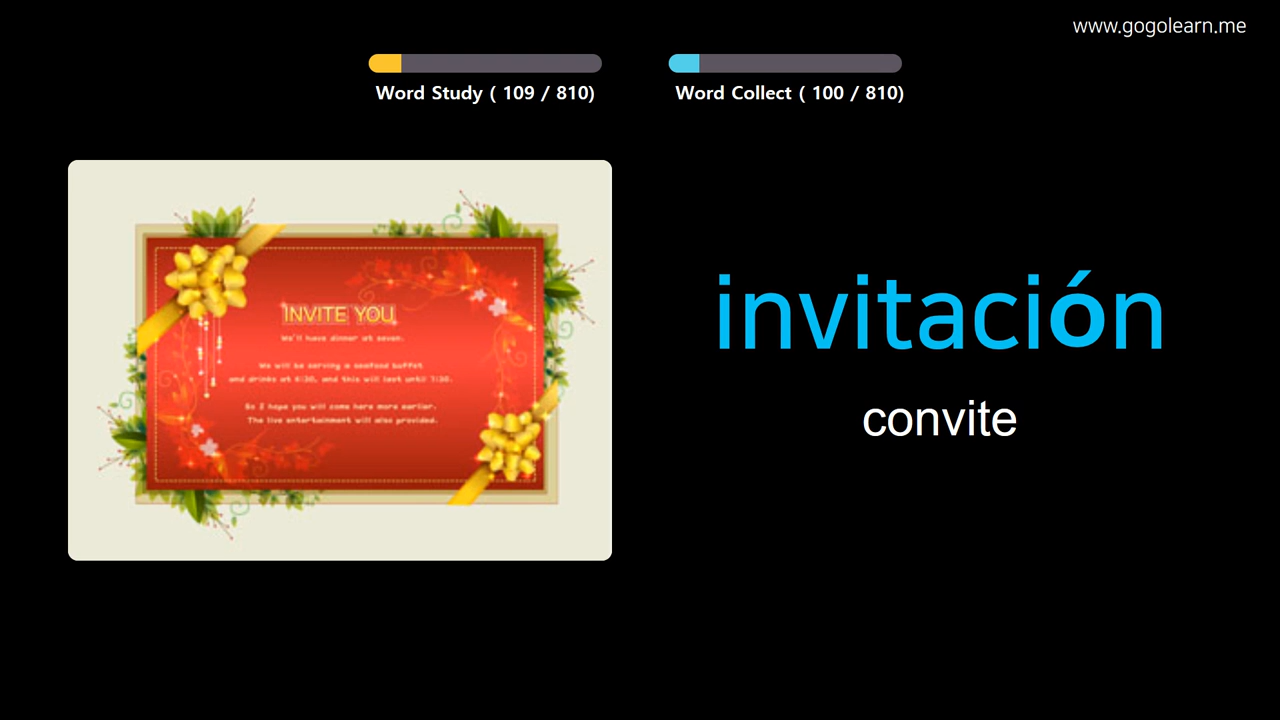 www.gogolearn.me
Word Study ( 109 / 810)
Word Collect ( 100 / 810)
INVITE YOU
We'll have dinner at seven.
We will be serving a seafood buffet
and drinks at 6:30, and this will last until 7:30.
So I hope you will come here more earlier.
The live entertainment will also provided.
invitación
convite